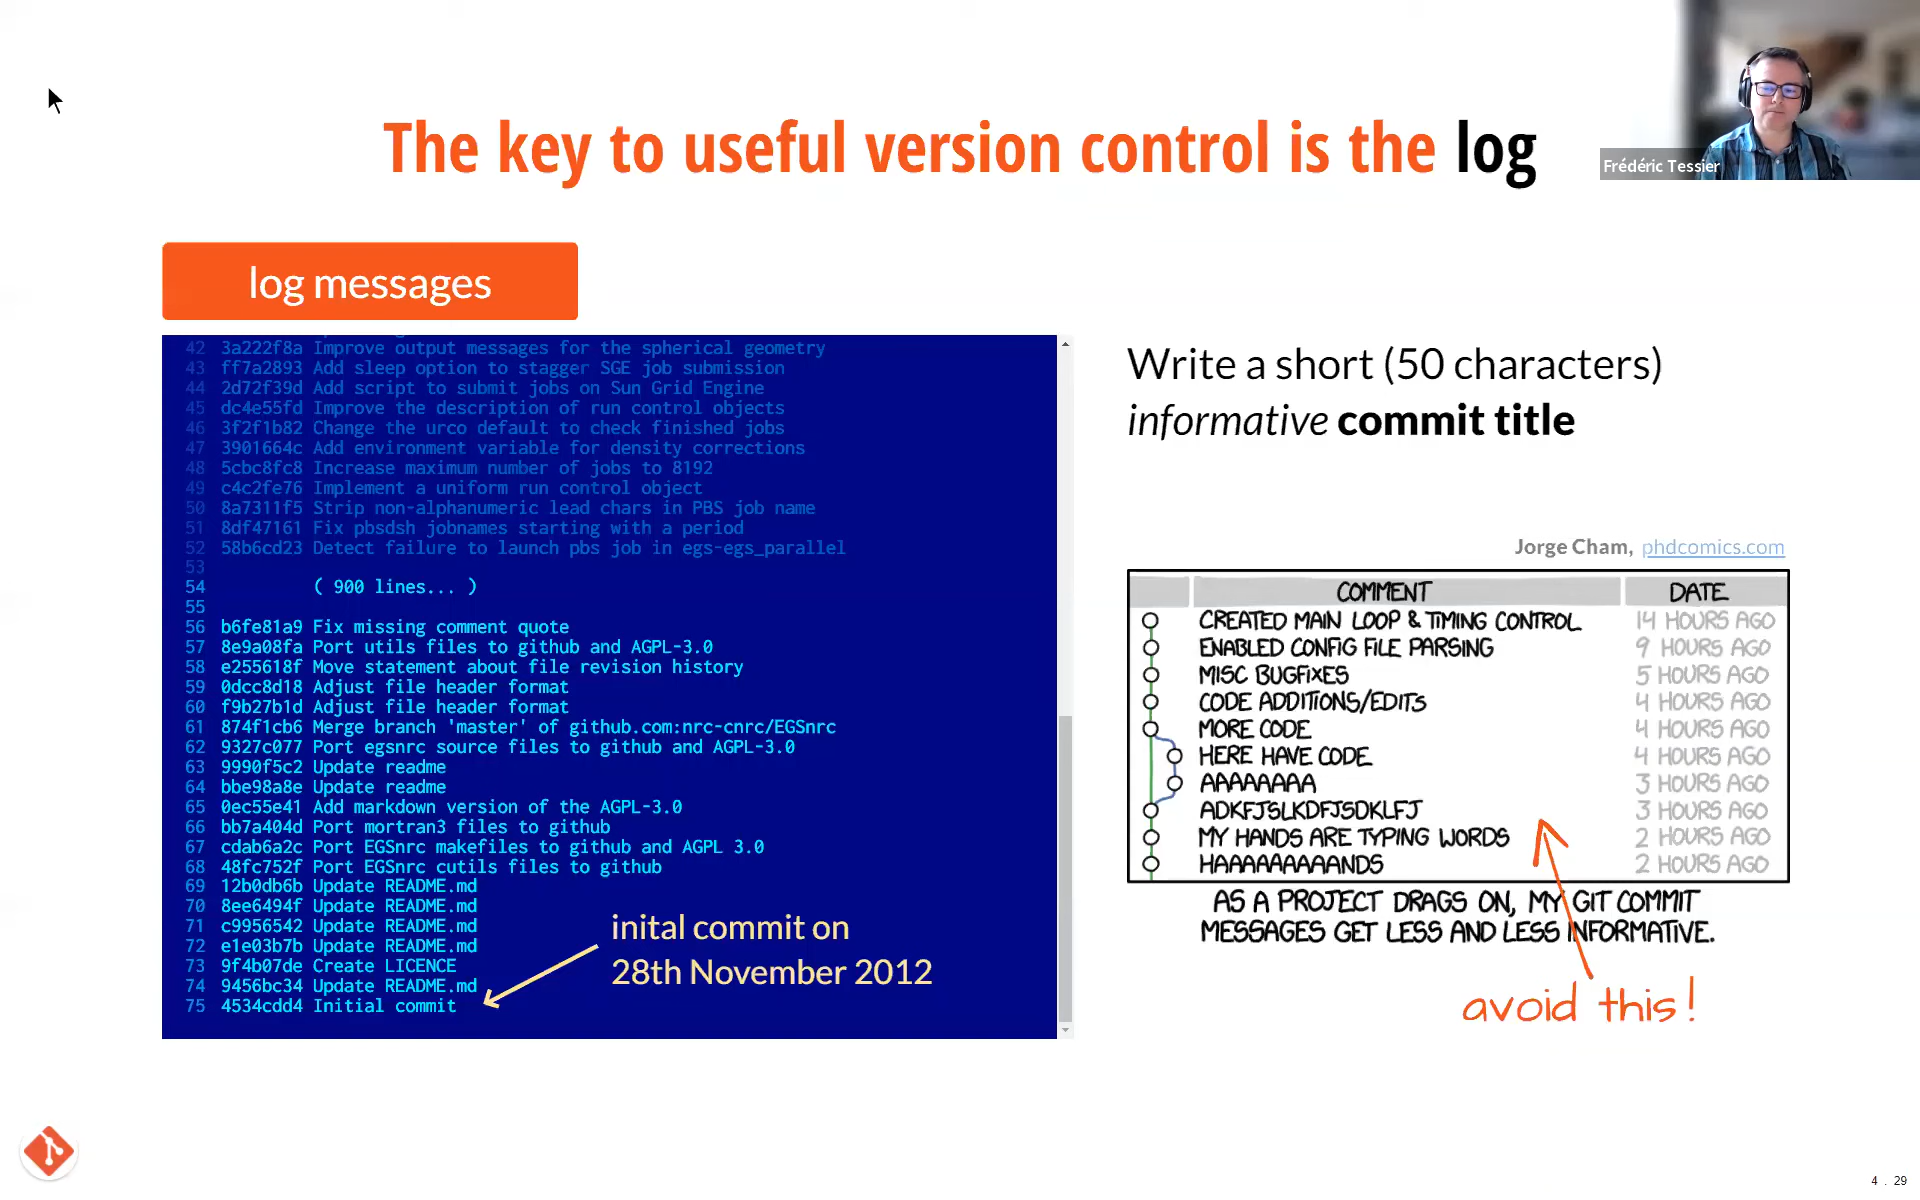 The key to useful version control is the log
Frédéric Tessier
log messages
42 3a222f8a Improve output messages for the spherical geometry
43 ff7a2893 Add sleep option to stagger SGE job submission
44 2d72f39d Add script to submit jobs on Sun Grid Engine
45 dc4e55fd Improve the description of run control objects
46 3f2f1b82 Change the urco default to check finished jobs
47 3901664c Add environment variable for density corrections
48 5cbc8fc8 Increase maximum number of jobs to 8192
49 c4c2fe76 Implement a uniform run control object
50 8a7311f5 Strip non-alphanumeric lead chars in PBS job name
51 8df47161 Fix pbsdsh jobnames starting with a period
52 58b6cd23 Detect failure to launch pbs job in egs-egs_parallel
53
54 ( 900 lines... )
55
56 b6fe81a9 Fix missing comment quote
57 8e9a08fa Port utils files to github and AGPL-3.0
58 e255618f Move statement about file revision history
59 0dcc8d18 Adjust file header format
60 f9b27b1d Adjust file header format
61 874f1cb6 Merge branch 'master' of github.com:nrc-cnrc/EGSnrc
62 9327c077 Port egsnrc source files to github and AGPL-3.0
63 9990f5c2 Update readme
64 bbe98a8e Update readme
65 0ec55e41 Add markdown version of the AGPL-3.0
66 bb7a404d Port mortran3 files to github
67 cdab6a2c Port EGSnrc makefiles to github and AGPL 3.0
68 48fc752f Port EGSnrc cutils files to github
69 12b0db6b Update README.md
70 8ee6494f Update README.md
71 c9956542 Update README.md
72 e1e03b7b Update README.md
73 9f4b07de Create LICENCE
74 9456bc34 Update README.md
75 4534cdd4 Initial commit
inital commit on
28th November 2012
Write a short (50 characters)
informative commit title
Jorge Cham, phdcomics.com
COMMENT DATE
CREATED MAIN LOOP & TIMING CONTROL 14 HOURS AGO
ENABLED CONFIG FILE PARSING 9 HOURS AGO
MISC BUGFIXES 5 HOURS AGO
CODE ADDITIONS/EDITS 4 HOURS AGO
MORE CODE 4 HOURS AGO
HERE HAVE CODE 4 HOURS AGO
AAAAAAAA 3 HOURS AGO
ADKFJSLKDFJSDKLFJ 3 HOURS AGO
MY HANDS ARE TYPING WORDS 2 HOURS AGO
HAAAAAAAAANDS 2 HOURS AGO
AS A PROJECT DRAGS ON, MY GIT COMMIT
MESSAGES GET LESS AND LESS INFORMATIVE.
avoid this!
4 . 29